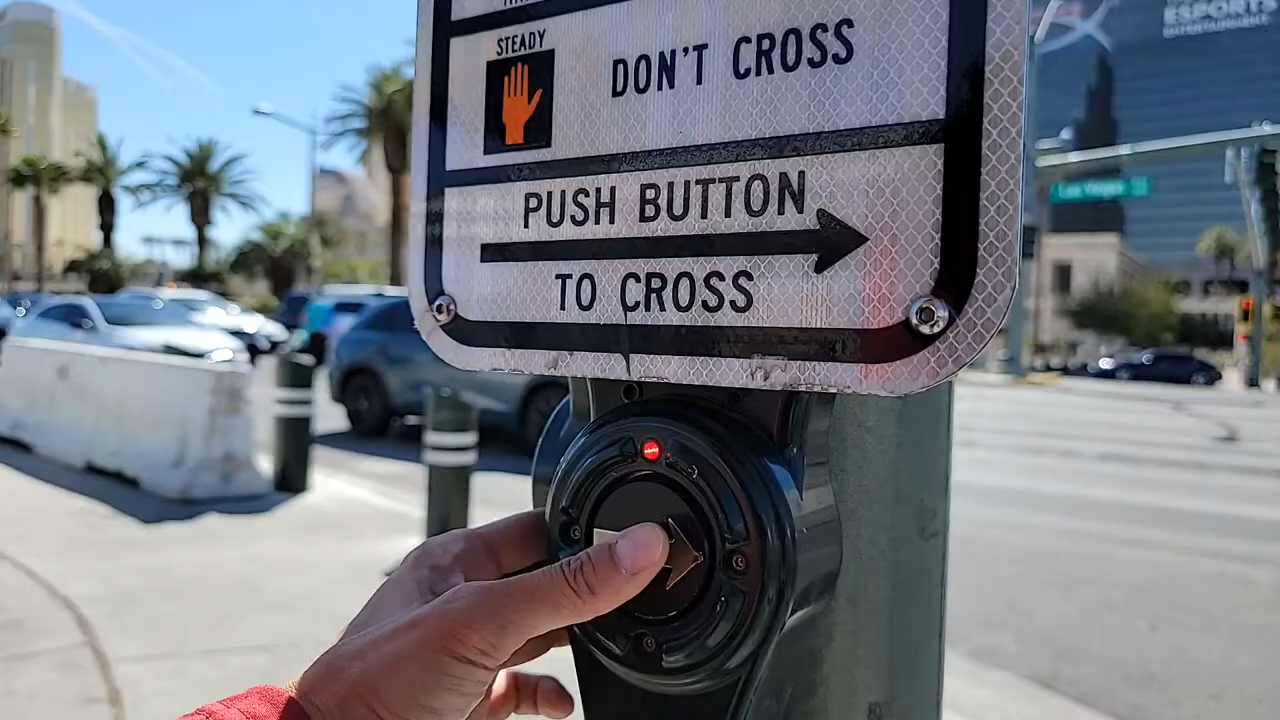 STEADY
DON'T CROSS
PUSH BUTTON
TO CROSS
ESPORTS
Las Vegas